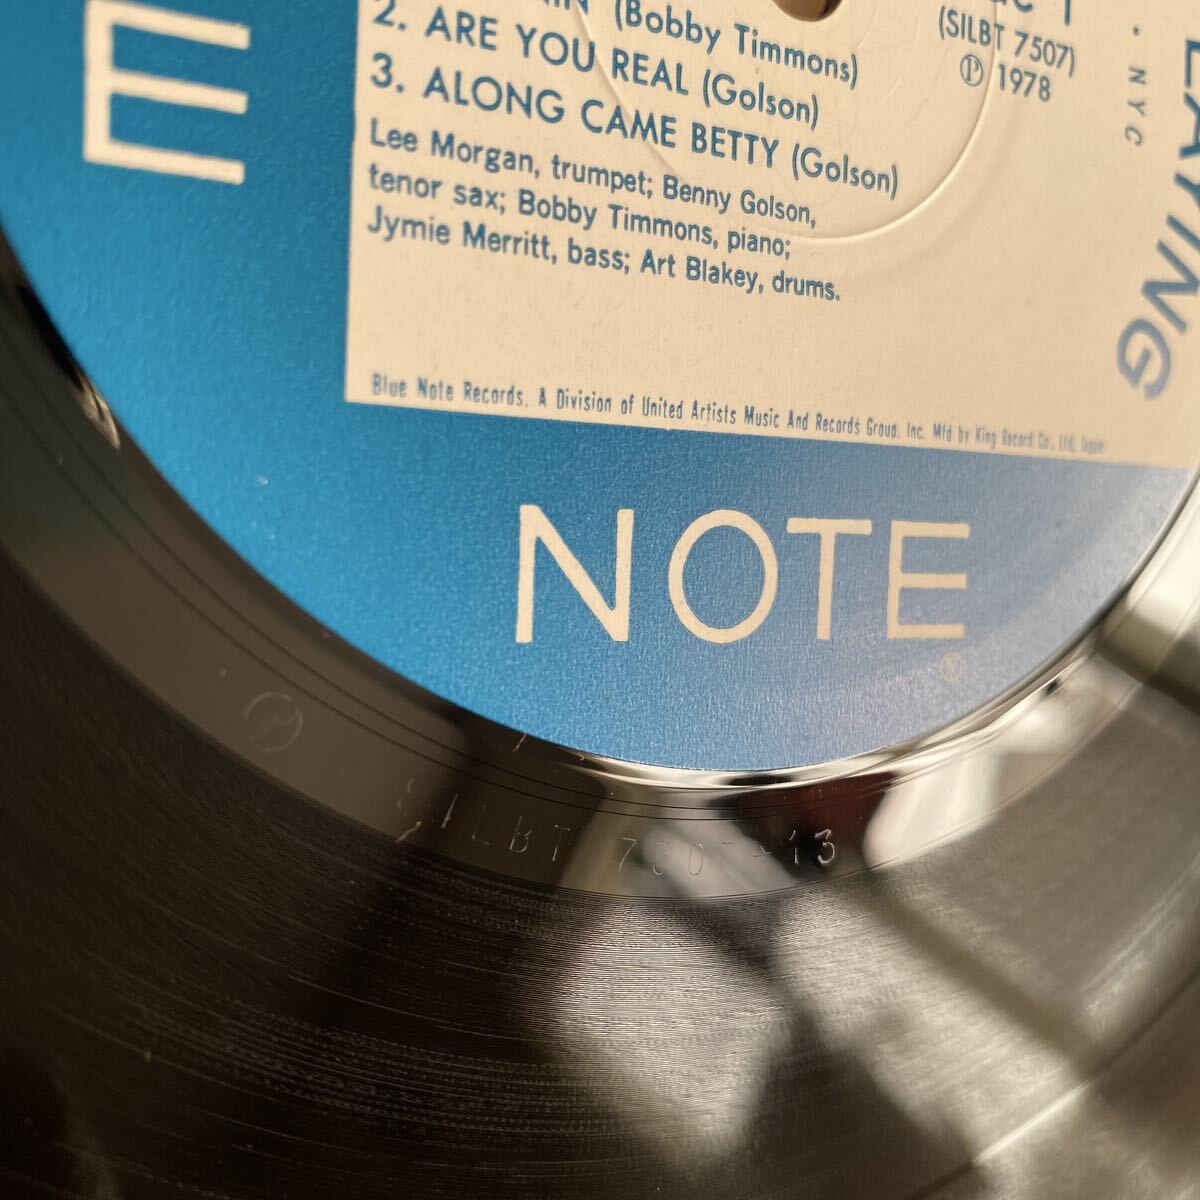 (SILBT 7507)
℗ 1978
(Bobby Timmons)
2. ARE YOU REAL (Golson)
3. ALONG CAME BETTY (Golson)
Lee Morgan, trumpet; Benny Golson,
tenor sax; Bobby Timmons, piano;
Jymie Merritt, bass; Art Blakey, drums.
Blue Note Records. A Division of United Artists Music And Records Group, Inc. Mfd by King Record Co., Ltd, Japan
E
NOTE
®
· NYC
LAYING
SILBT 7507-13